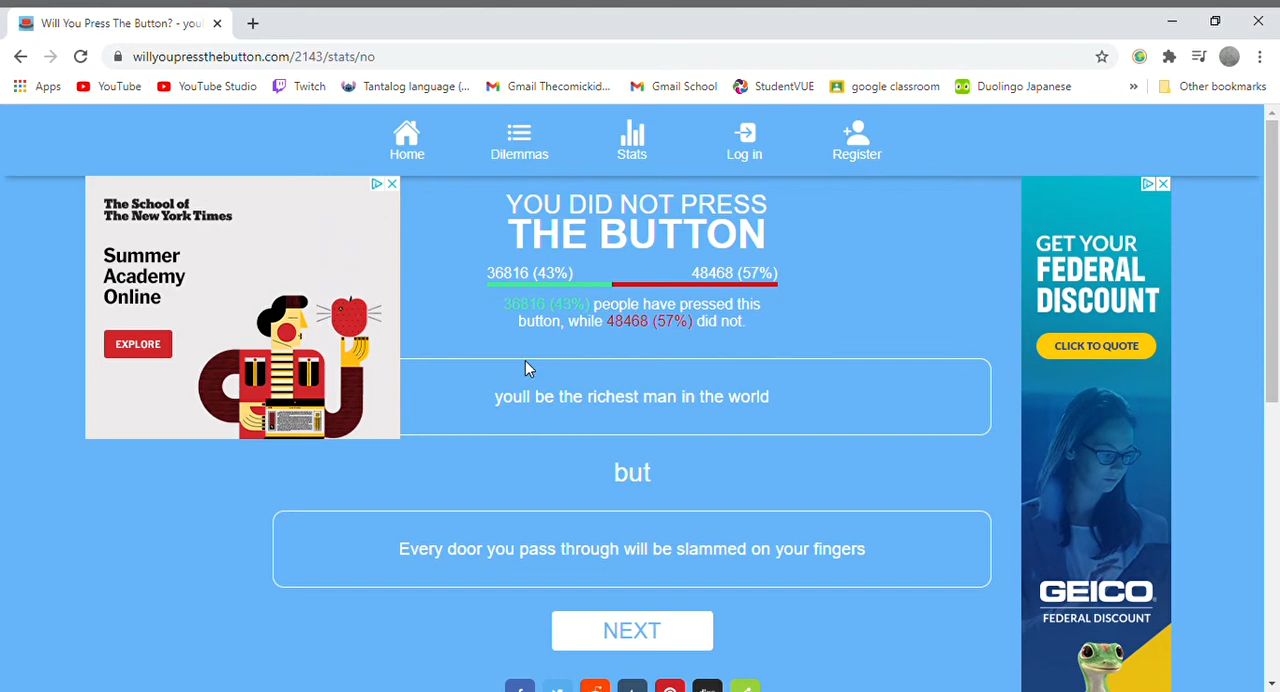 Will You Press The Button? - you
willyoupressthebutton.com/2143/stats/no
Apps YouTube YouTube Studio Twitch Tantalog language (... Gmail Thecomickid... Gmail School StudentVUE google classroom Duolingo Japanese » Other bookmarks
Home Dilemmas Stats Log in Register
The School of
The New York Times
Summer
Academy
Online
EXPLORE
YOU DID NOT PRESS
THE BUTTON
36816 (43%) 48468 (57%)
36816 (43%) people have pressed this
button, while 48468 (57%) did not.
youll be the richest man in the world
but
Every door you pass through will be slammed on your fingers
NEXT
GET YOUR
FEDERAL
DISCOUNT
CLICK TO QUOTE
GEICO
FEDERAL DISCOUNT